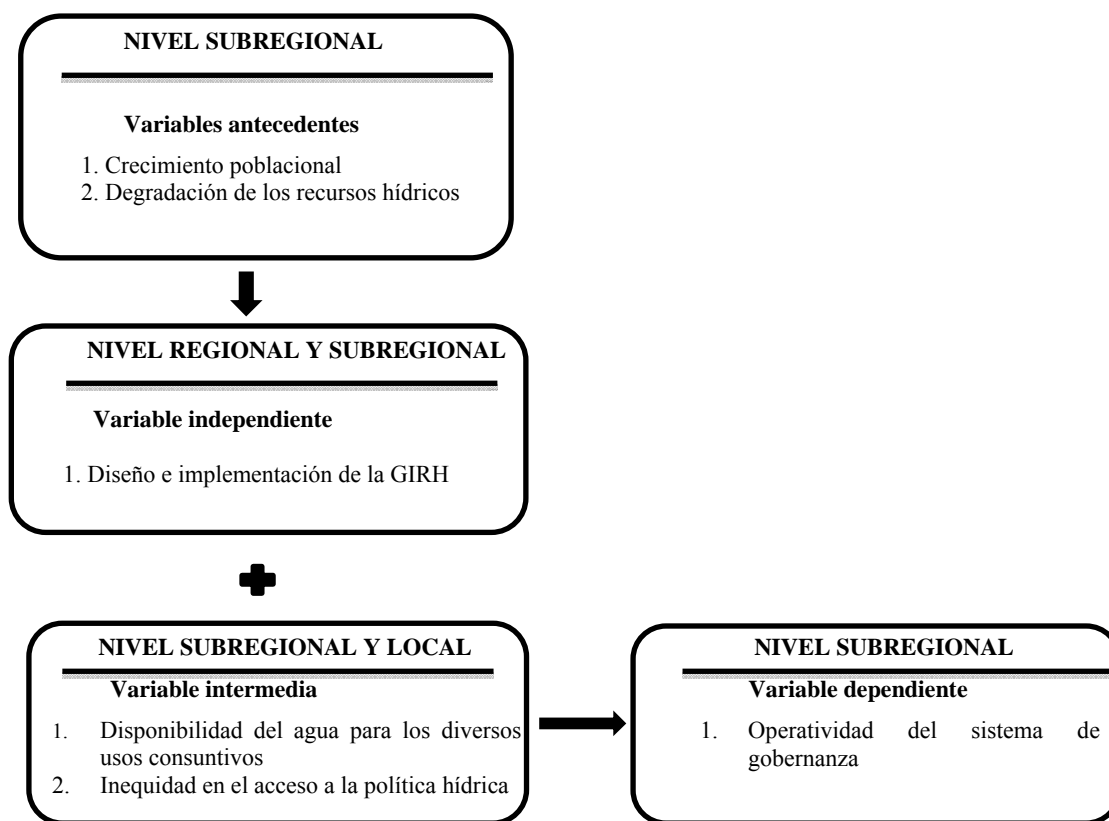 NIVEL SUBREGIONAL
Variables antecedentes
1. Crecimiento poblacional
2. Degradación de los recursos hídricos
NIVEL REGIONAL Y SUBREGIONAL
Variable independiente
1. Diseño e implementación de la GIRH
NIVEL SUBREGIONAL Y LOCAL
Variable intermedia
1. Disponibilidad del agua para los diversos
usos consuntivos
2. Inequidad en el acceso a la política hídrica
NIVEL SUBREGIONAL
Variable dependiente
1. Operatividad del sistema de
gobernanza